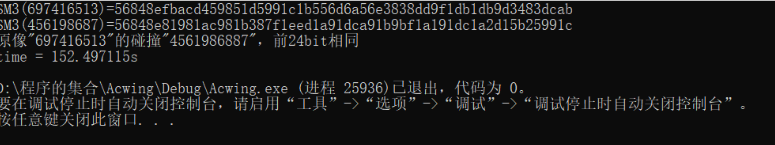 SM3(697416513)=56848efbacd459851d5991c1b556d6a56e3838dd9f1db1db9d3483dcab
SM3(456198687)=56848e81981ac981b387f1eed1a91dca91b9bf1a191dc1a2d15b25991c
原像"697416513"的碰撞"4561986887"，前24bit相同
time = 152.497115s
D:\程序的集合\Acwing\Debug\Acwing.exe (进程 25936)已退出，代码为 0。
要在调试停止时自动关闭控制台，请启用“工具”->“选项”->“调试”->“调试停止时自动关闭控制台”。
按任意键关闭此窗口. . .